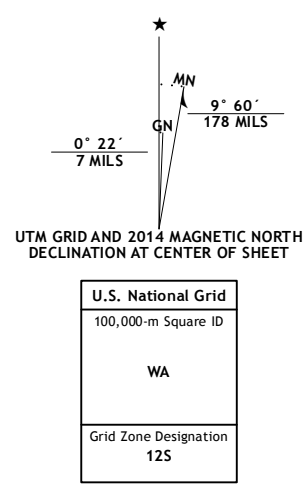 MN
9° 60´
178 MILS
GN
0° 22´
7 MILS
UTM GRID AND 2014 MAGNETIC NORTH
DECLINATION AT CENTER OF SHEET
U.S. National Grid
100,000-m Square ID
WA
Grid Zone Designation
12S